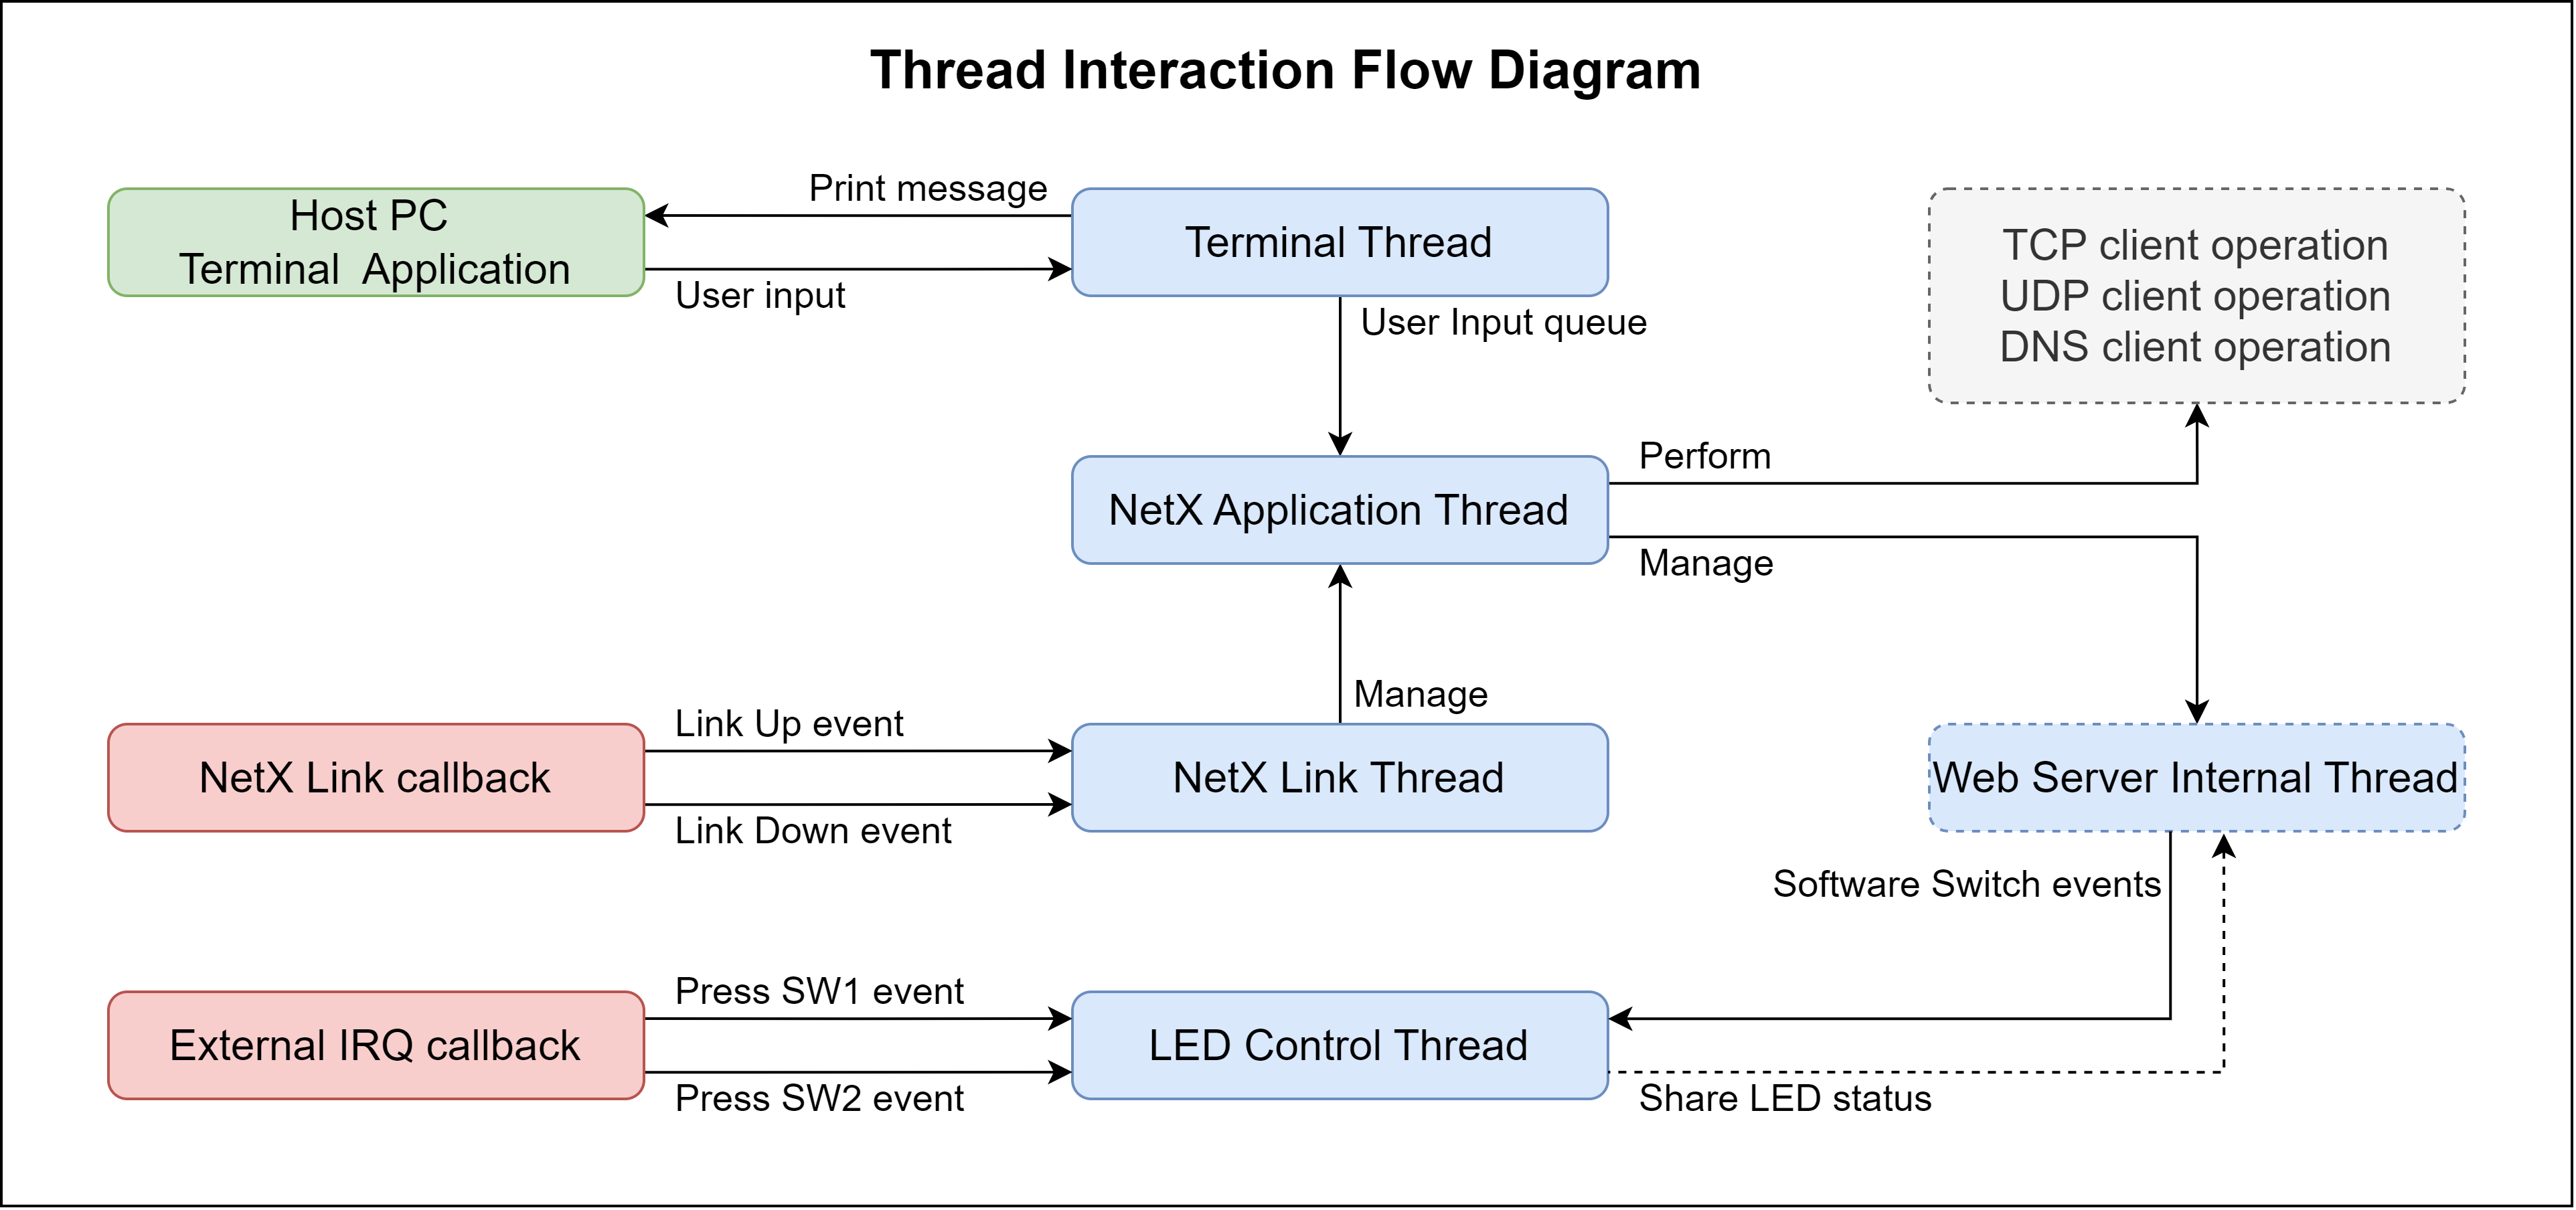 Thread Interaction Flow Diagram
Print message
Host PC
Terminal Application
User input
Terminal Thread
User Input queue
TCP client operation
UDP client operation
DNS client operation
NetX Application Thread
Perform
Manage
Manage
NetX Link callback
Link Up event
Link Down event
NetX Link Thread
Web Server Internal Thread
Software Switch events
External IRQ callback
Press SW1 event
Press SW2 event
LED Control Thread
Share LED status